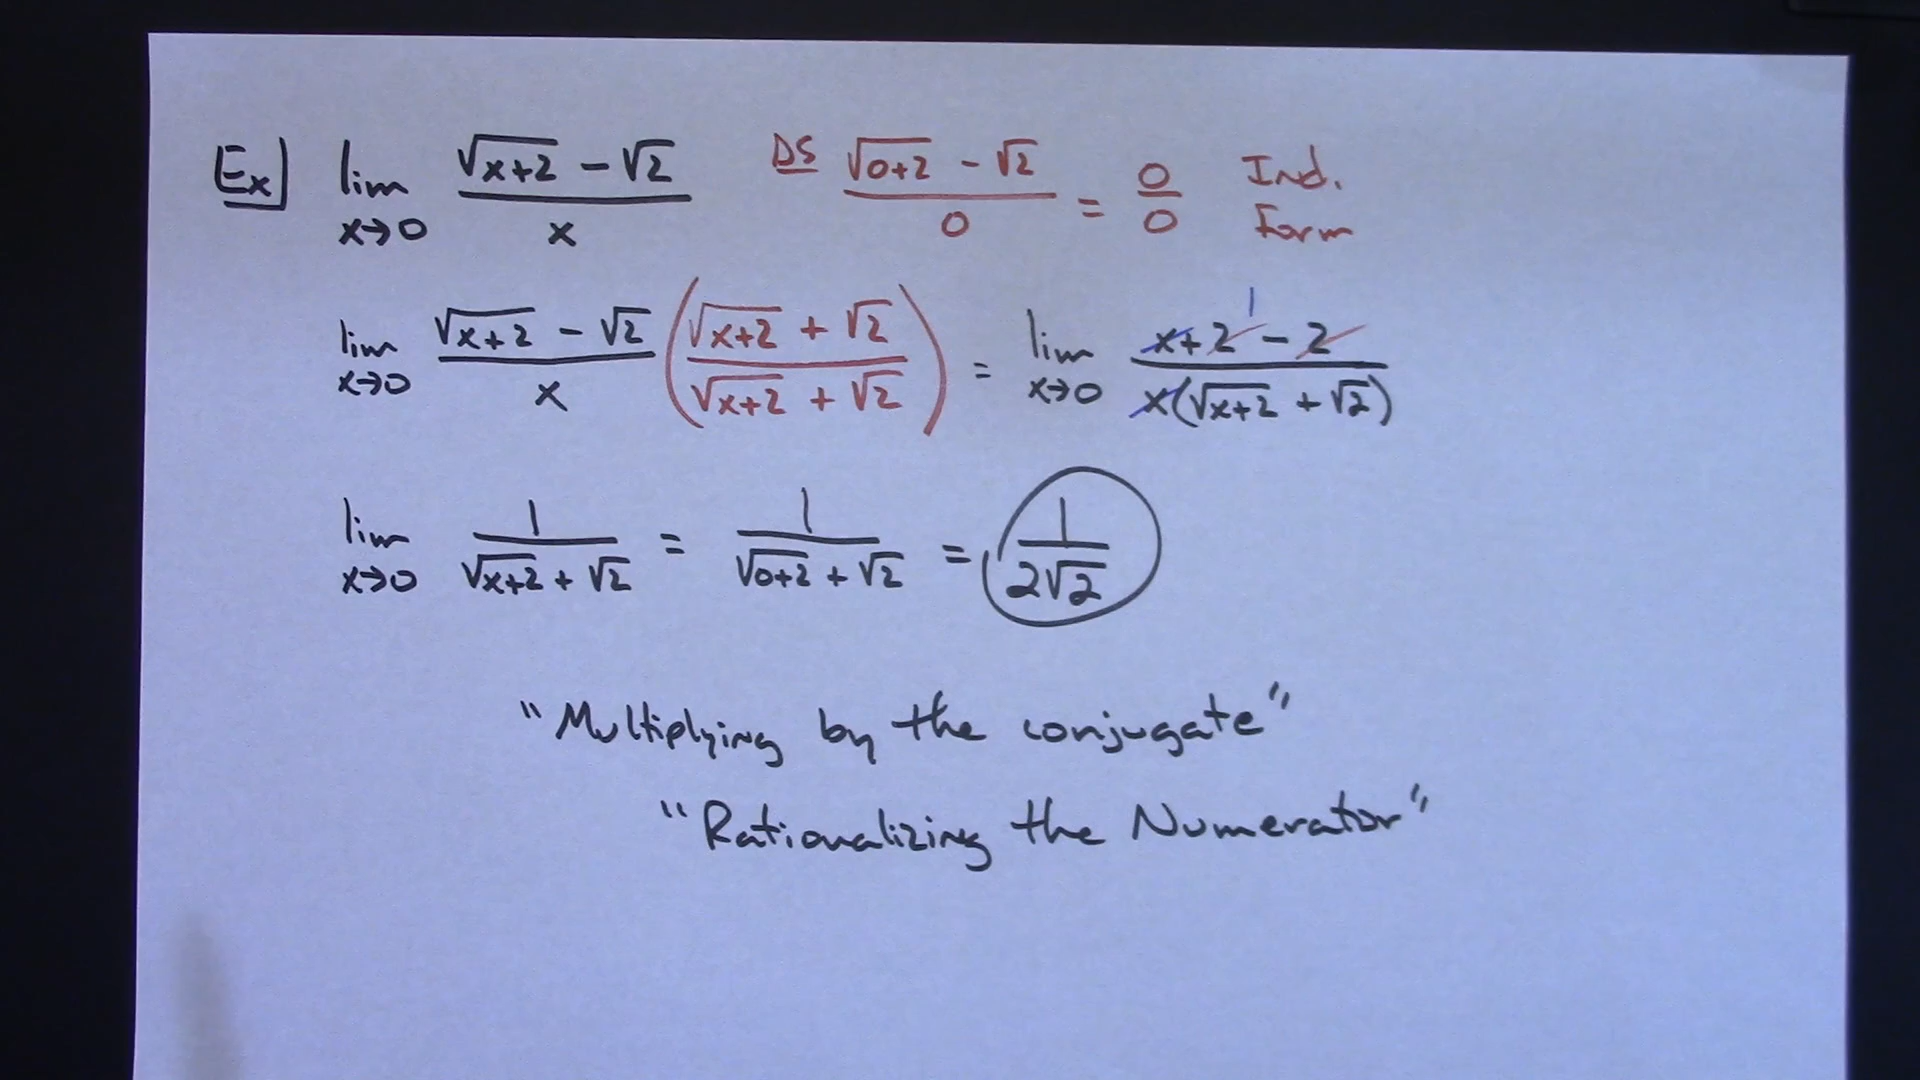 Ex] lim x→0 (√(x+2) − √2)/x DS (√(0+2) − √2)/0 = 0/0 Ind. Form
lim x→0 (√(x+2) − √2)/x ((√(x+2) + √2)/(√(x+2) + √2)) = lim x→0 (x+2 − 2)/(x(√(x+2) + √2)) 1
lim x→0 1/(√(x+2) + √2) = 1/(√(0+2) + √2) = 1/(2√2)
"Multiplying by the conjugate"
"Rationalizing the Numerator"